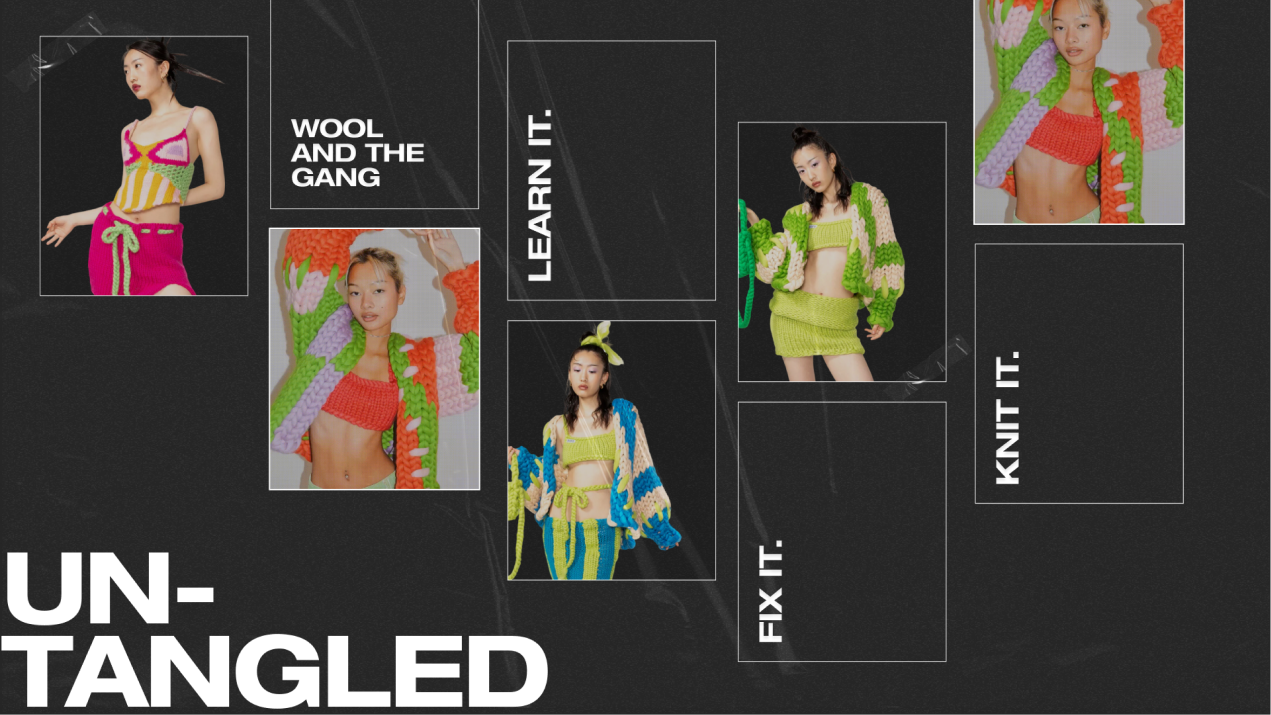 WOOL
AND THE
GANG
LEARN IT.
FIX IT.
KNIT IT.
UN-
TANGLED